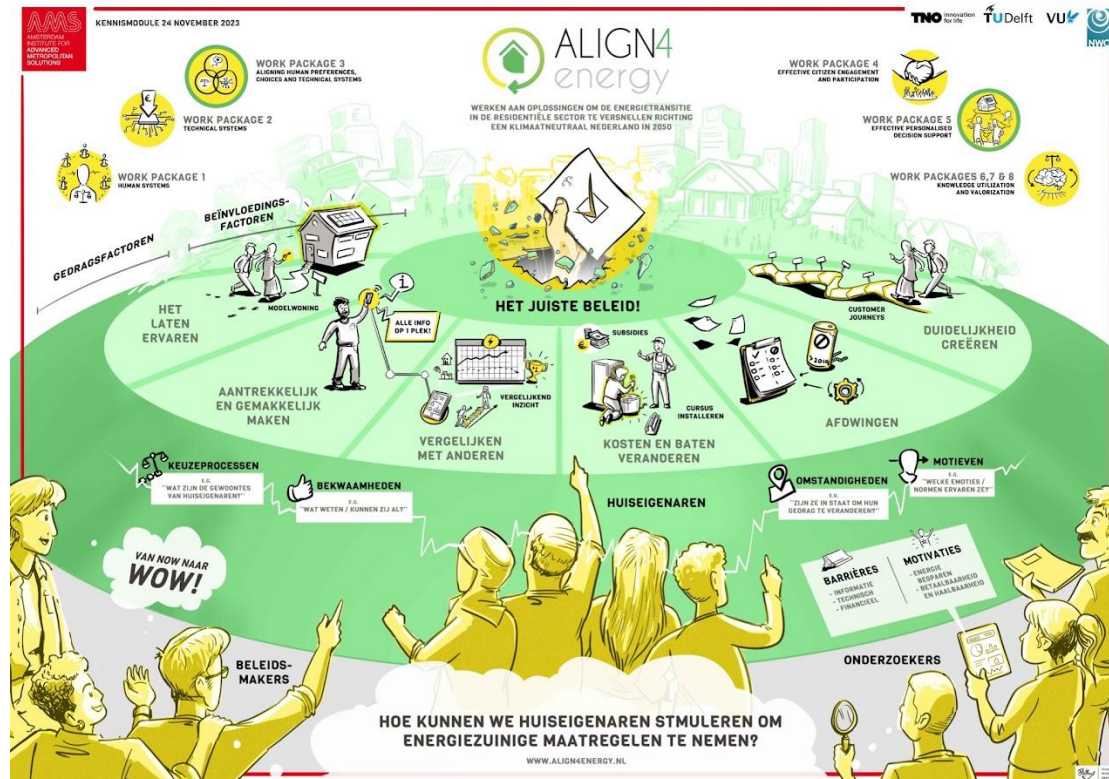 AMS
AMSTERDAM
INSTITUTE FOR
ADVANCED
METROPOLITAN
SOLUTIONS
KENNISMODULE 24 NOVEMBER 2023
ALIGN4
energy
WERKEN AAN OPLOSSINGEN OM DE ENERGIETRANSITIE
IN DE RESIDENTIËLE SECTOR TE VERSNELLEN RICHTING
EEN KLIMAATNEUTRAAL NEDERLAND IN 2050
TNO innovation
for life
TUDelft
VU
NWO
WORK PACKAGE 3
ALIGNING HUMAN PREFERENCES,
CHOICES AND TECHNICAL SYSTEMS
WORK PACKAGE 2
TECHNICAL SYSTEMS
WORK PACKAGE 1
HUMAN SYSTEMS
WORK PACKAGE 4
EFFECTIVE CITIZEN ENGAGEMENT
AND PARTICIPATION
WORK PACKAGE 5
EFFECTIVE PERSONALISED
DECISION SUPPORT
WORK PACKAGES 6,7 & 8
KNOWLEDGE UTILIZATION
AND VALORIZATION
BEÏNVLOEDINGS-
FACTOREN
GEDRAGSFACTOREN
HET JUISTE BELEID!
HET
LATEN
ERVAREN
MODELWONING
i
ALLE INFO
OP 1 PLEK!
AANTREKKELIJK
EN GEMAKKELIJK
MAKEN
VERGELIJKEND
INZICHT
VERGELIJKEN
MET ANDEREN
SUBSIDIES
€
CURSUS
INSTALLEREN
KOSTEN EN BATEN
VERANDEREN
AFDWINGEN
CUSTOMER
JOURNEYS
DUIDELIJKHEID
CREËREN
KEUZEPROCESSEN
E.G.
"WAT ZIJN DE GEWOONTES
VAN HUISEIGENAREN?"
BEKWAAMHEDEN
E.G.
"WAT WETEN / KUNNEN ZIJ AL?"
HUISEIGENAREN
OMSTANDIGHEDEN
E.G.
"ZIJN ZE IN STAAT OM HUN
GEDRAG TE VERANDEREN?"
MOTIEVEN
E.G.
"WELKE EMOTIES /
NORMEN ERVAREN ZE?"
VAN NOW NAAR
WOW!
BARRIÈRES
- INFORMATIE
- TECHNISCH
- FINANCIEEL
MOTIVATIES
- ENERGIE
BESPAREN
- BETAALBAARHEID
EN HAALBAARHEID
BELEIDS-
MAKERS
ONDERZOEKERS
HOE KUNNEN WE HUISEIGENAREN STMULEREN OM
ENERGIEZUINIGE MAATREGELEN TE NEMEN?
WWW.ALIGN4ENERGY.NL